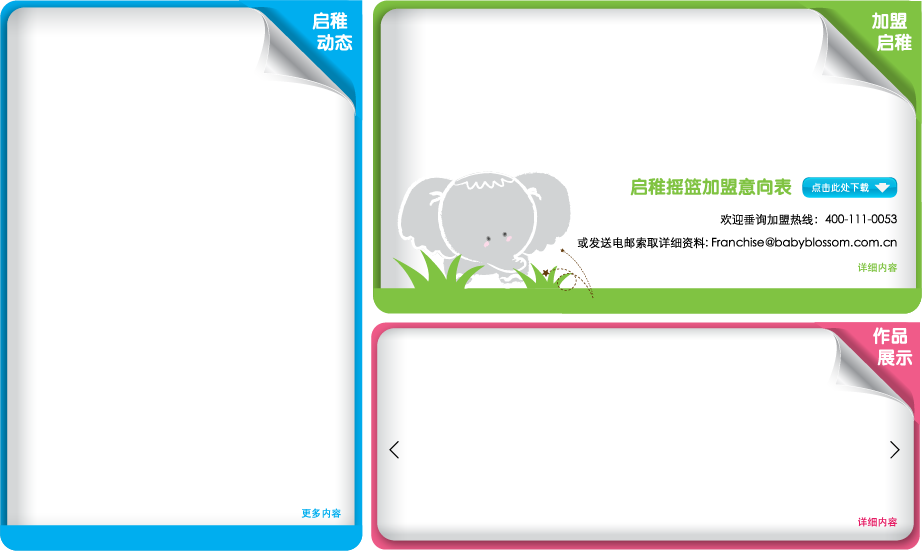 启稚
动态
更多内容
加盟
启稚
启稚摇篮加盟意向表
点击此处下载
欢迎垂询加盟热线：400-111-0053
或发送电邮索取详细资料: Franchise@babyblossom.com.cn
详细内容
作品
展示
详细内容